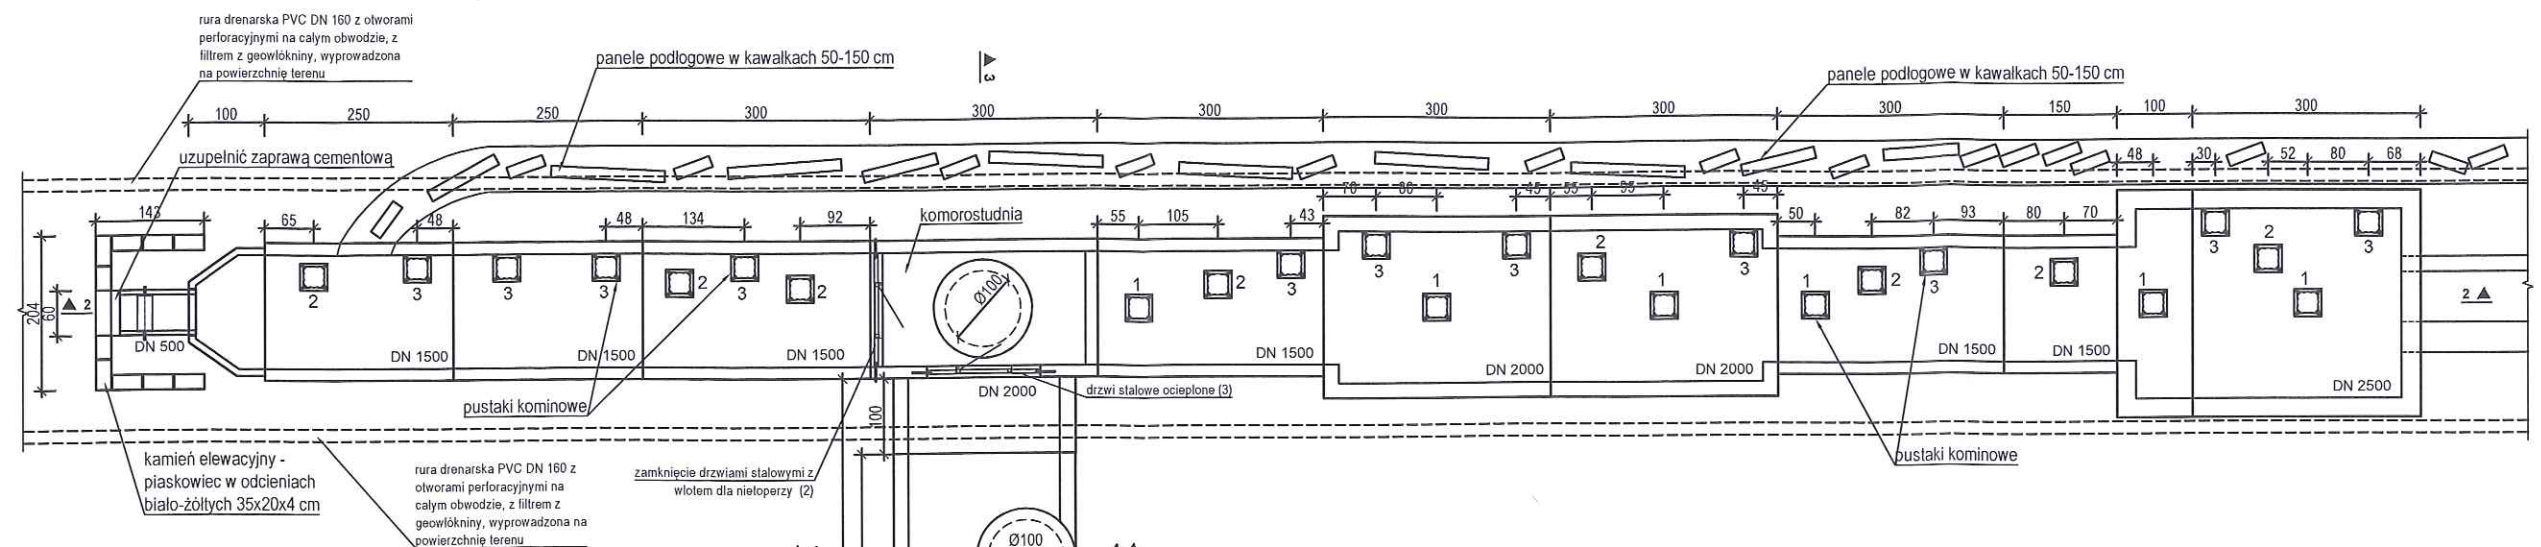 rura drenarska PVC DN 160 z otworami
perforacyjnymi na całym obwodzie, z
filtrem z geowłókniny, wyprowadzona
na powierzchnię terenu
panele podłogowe w kawałkach 50-150 cm
3
panele podłogowe w kawałkach 50-150 cm
100 250 250 300 300 300 300 300 300 150 100 300
uzupełnić zaprawą cementową
48 30 52 80 68
70 80 45 55 95 45
143 65 48 48 134 92
komorostudnia
55 105 43 50 82 93 80 70
204 60
2
2 3 3 3 2 3 2
Ø100
1 2 3 3 1 3 2 1 3 1 2 3 2 1 3 2 1 3
2
DN 500
DN 1500
DN 1500
DN 1500
DN 1500
DN 2000
DN 2000
DN 1500
DN 1500
DN 2500
DN 2000
drzwi stalowe ocieplone (3)
pustaki kominowe
100
pustaki kominowe
kamień elewacyjny -
piaskowiec w odcieniach
biało-żółtych 35x20x4 cm
rura drenarska PVC DN 160 z
otworami perforacyjnymi na
całym obwodzie, z filtrem z
geowłókniny, wyprowadzona na
powierzchnię terenu
zamknięcie drzwiami stalowymi z
wlotem dla nietoperzy (2)
Ø100